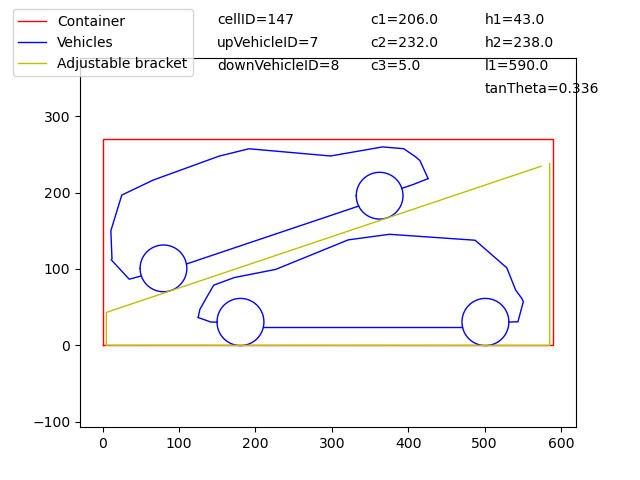 Container
Vehicles
Adjustable bracket
cellID=147
upVehicleID=7
downVehicleID=8
c1=206.0
c2=232.0
c3=5.0
h1=43.0
h2=238.0
l1=590.0
tanTheta=0.336
300
200
100
0
−100
0 100 200 300 400 500 600